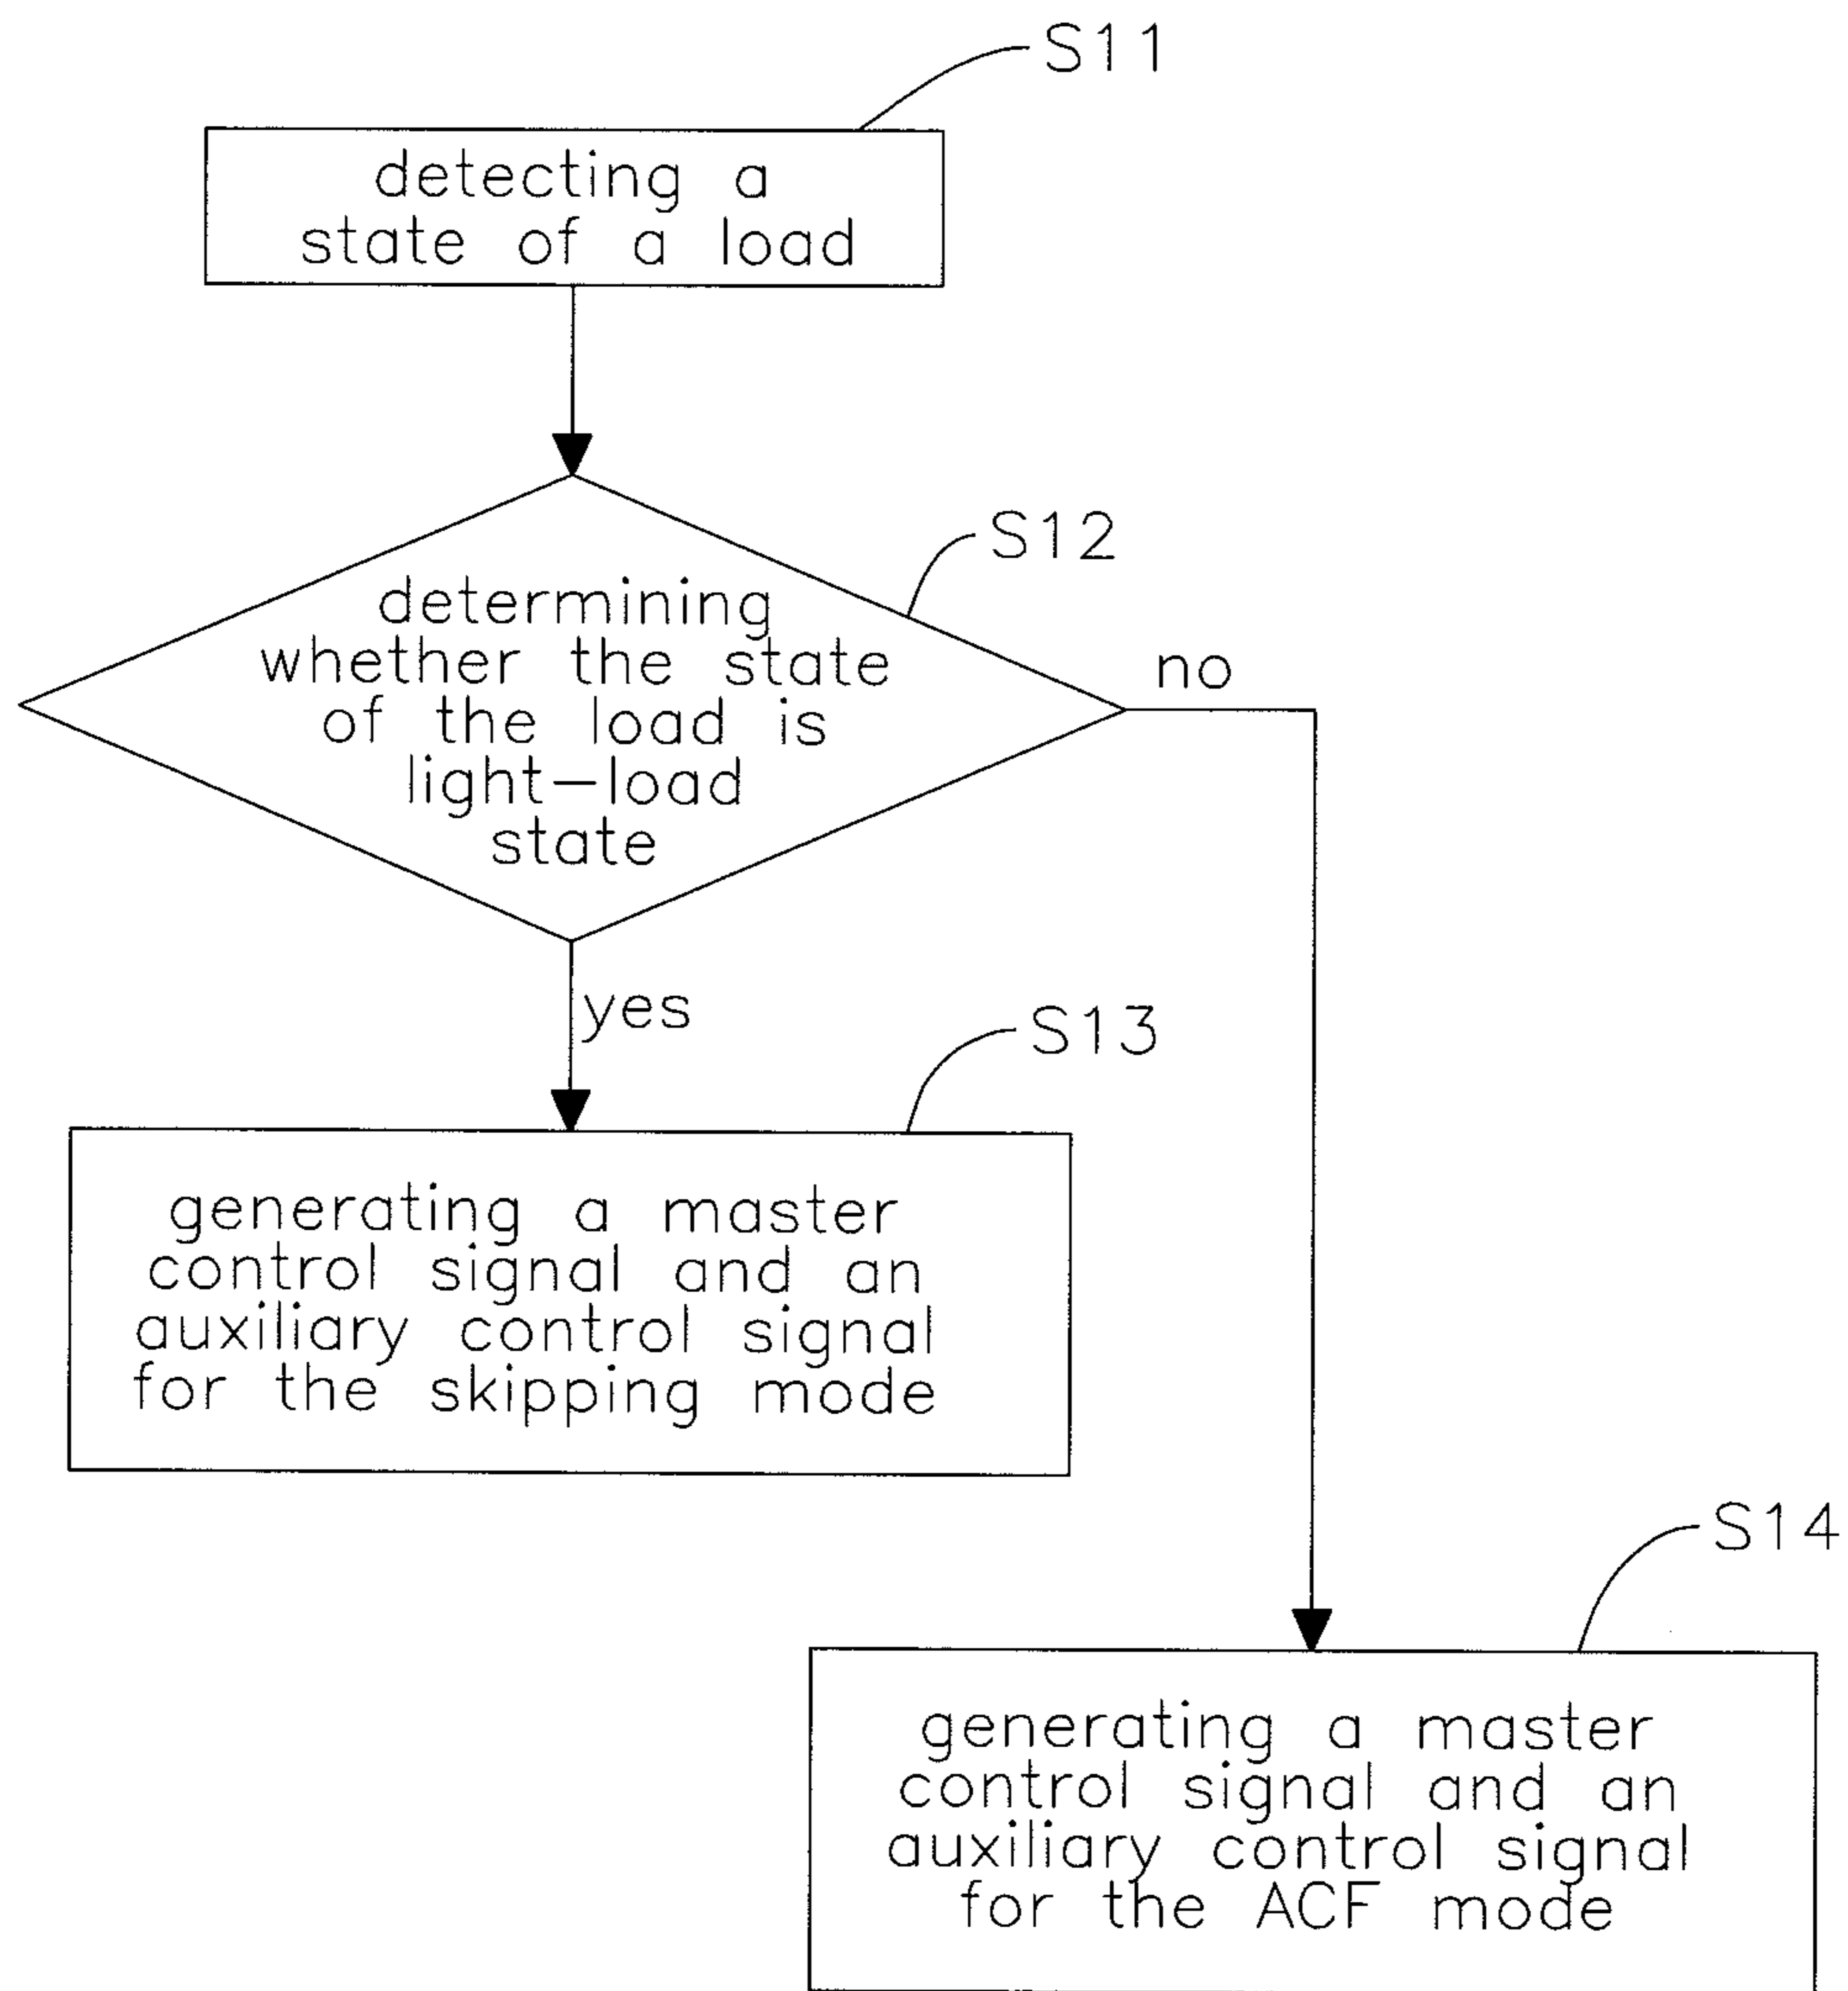 S11
detecting a
state of a load
S12
determining
whether the state
of the load is
light-load
state
no
yes
S13
generating a master
control signal and an
auxiliary control signal
for the skipping mode
S14
generating a master
control signal and an
auxiliary control signal
for the ACF mode